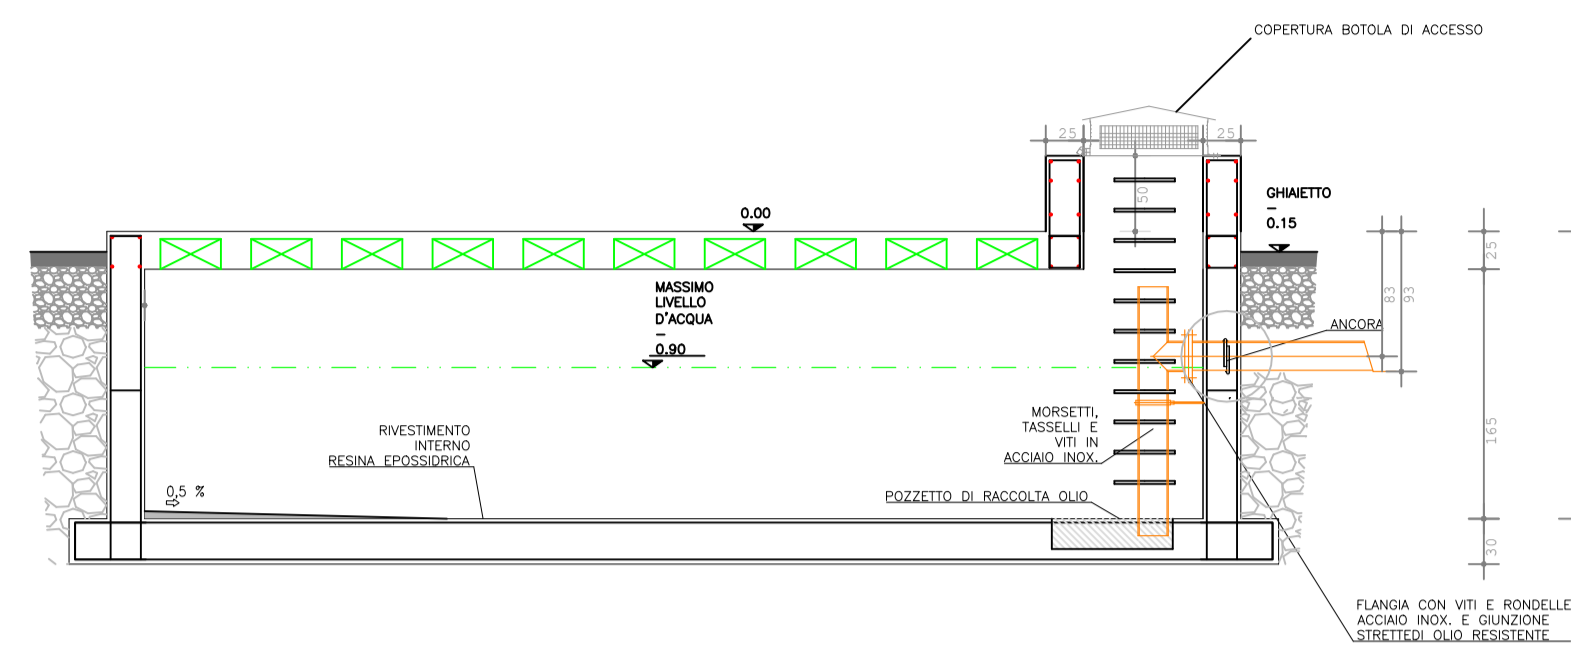 COPERTURA BOTOLA DI ACCESSO
25
25
50
GHIAIETTO
–
0.15
0.00
25
MASSIMO
LIVELLO
D'ACQUA
–
0.90
83
93
ANCORA
MORSETTI,
TASSELLI E
VITI IN
ACCIAIO INOX.
RIVESTIMENTO
INTERNO
RESINA EPOSSIDRICA
165
0,5 %
POZZETTO DI RACCOLTA OLIO
30
FLANGIA CON VITI E RONDELLE
ACCIAIO INOX. E GIUNZIONE
STRETTEDI OLIO RESISTENTE